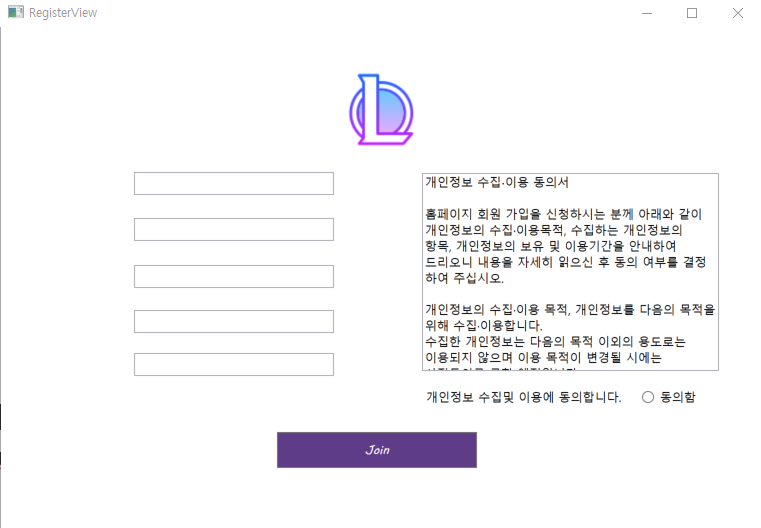 RegisterView
개인정보 수집·이용 동의서
홈페이지 회원 가입을 신청하시는 분께 아래와 같이
개인정보의 수집·이용목적, 수집하는 개인정보의
항목, 개인정보의 보유 및 이용기간을 안내하여
드리오니 내용을 자세히 읽으신 후 동의 여부를 결정
하여 주십시오.
개인정보의 수집·이용 목적, 개인정보를 다음의 목적을
위해 수집·이용합니다.
수집한 개인정보는 다음의 목적 이외의 용도로는
이용되지 않으며 이용 목적이 변경될 시에는
개인정보 수집및 이용에 동의합니다. 동의함
Join